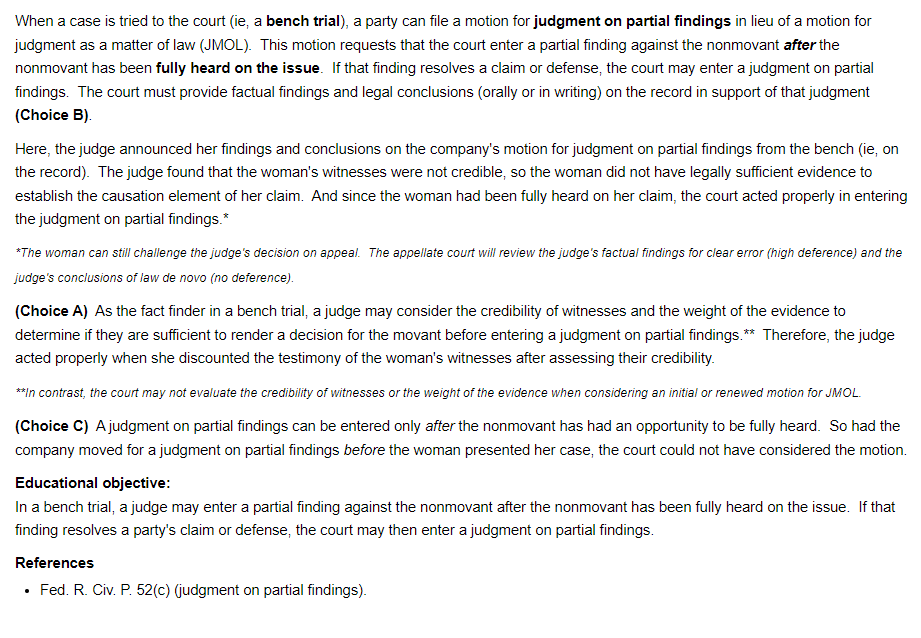 When a case is tried to the court (ie, a bench trial), a party can file a motion for judgment on partial findings in lieu of a motion for
judgment as a matter of law (JMOL). This motion requests that the court enter a partial finding against the nonmovant after the
nonmovant has been fully heard on the issue. If that finding resolves a claim or defense, the court may enter a judgment on partial
findings. The court must provide factual findings and legal conclusions (orally or in writing) on the record in support of that judgment
(Choice B).
Here, the judge announced her findings and conclusions on the company's motion for judgment on partial findings from the bench (ie, on
the record). The judge found that the woman's witnesses were not credible, so the woman did not have legally sufficient evidence to
establish the causation element of her claim. And since the woman had been fully heard on her claim, the court acted properly in entering
the judgment on partial findings.*
*The woman can still challenge the judge's decision on appeal. The appellate court will review the judge's factual findings for clear error (high deference) and the
judge's conclusions of law de novo (no deference).
(Choice A) As the fact finder in a bench trial, a judge may consider the credibility of witnesses and the weight of the evidence to
determine if they are sufficient to render a decision for the movant before entering a judgment on partial findings.** Therefore, the judge
acted properly when she discounted the testimony of the woman's witnesses after assessing their credibility.
**In contrast, the court may not evaluate the credibility of witnesses or the weight of the evidence when considering an initial or renewed motion for JMOL.
(Choice C) A judgment on partial findings can be entered only after the nonmovant has had an opportunity to be fully heard. So had the
company moved for a judgment on partial findings before the woman presented her case, the court could not have considered the motion.
Educational objective:
In a bench trial, a judge may enter a partial finding against the nonmovant after the nonmovant has been fully heard on the issue. If that
finding resolves a party's claim or defense, the court may then enter a judgment on partial findings.
References
• Fed. R. Civ. P. 52(c) (judgment on partial findings).